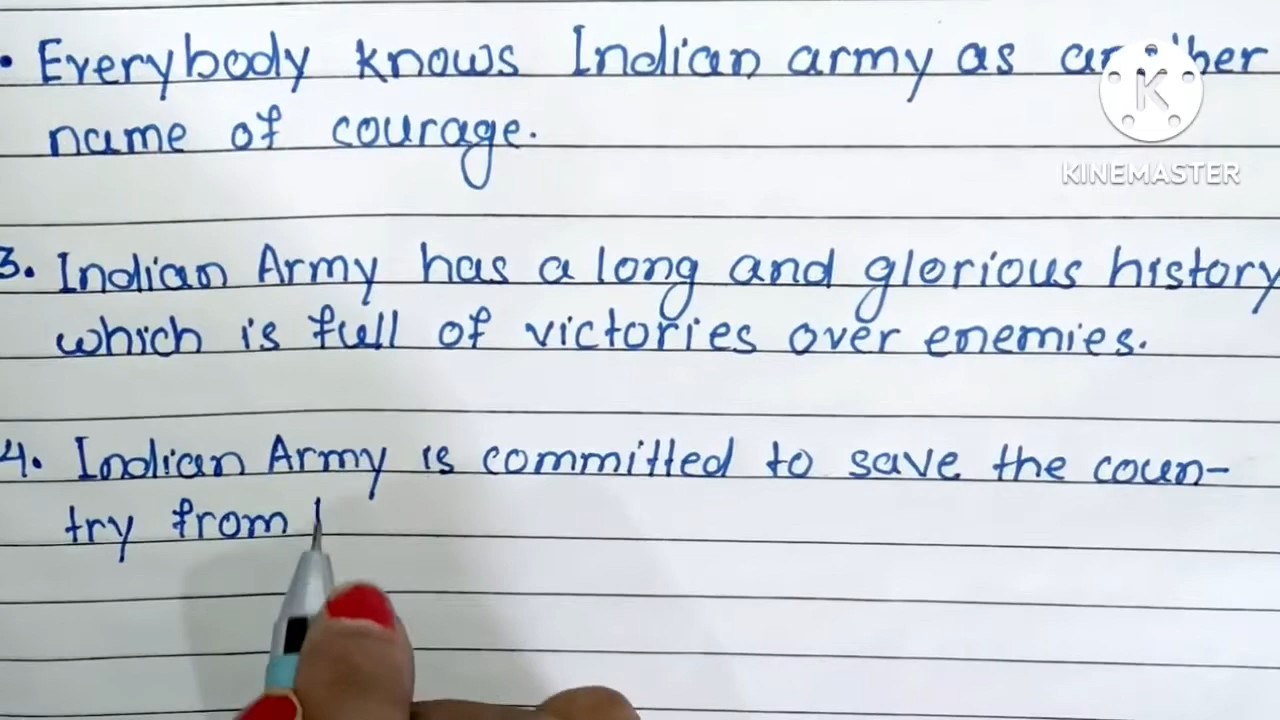 • Everybody knows Indian army as another
name of courage.
KINEMASTER
3. Indian Army has a long and glorious history
which is full of victories over enemies.
4. Indian Army is committed to save the coun-
try from